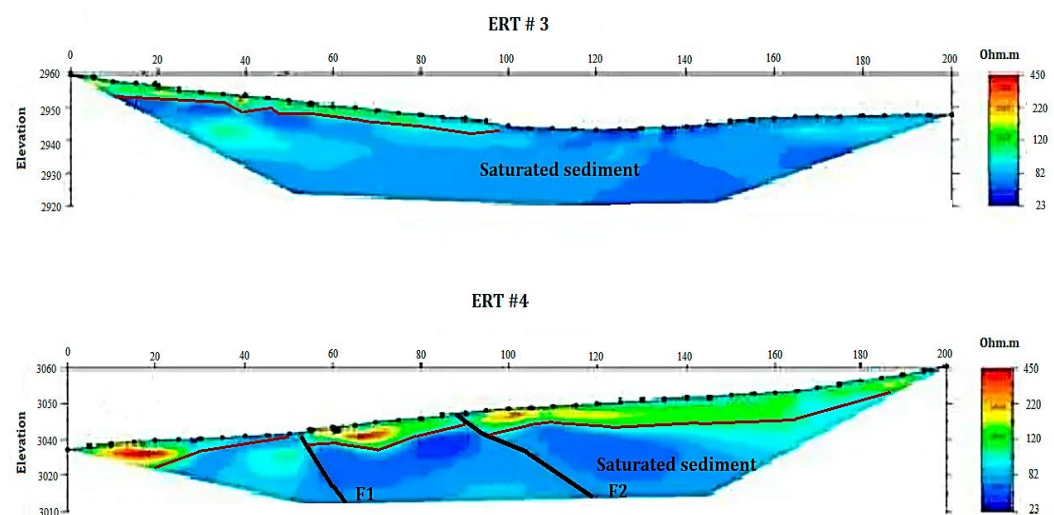 ERT # 3
0 20 40 60 80 100 120 140 160 180 200
Ohm.m
Elevation
2960
2950
2940
2930
2920
Saturated sediment
450
220
120
82
23
ERT #4
0 20 40 60 80 100 120 140 160 180 200
Ohm.m
Elevation
3060
3050
3040
3020
3010
F1
F2
Saturated sediment
450
220
120
82
23